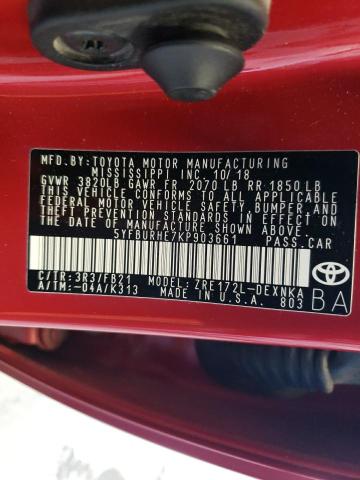 MFD. BY: TOYOTA MOTOR MANUFACTURING
MISSISSIPPI INC. 10/18
GVWR 3820LB GAWR FR 2070 LB RR 1850 LB
THIS VEHICLE CONFORMS TO ALL APPLICABLE
FEDERAL MOTOR VEHICLE SAFETY, BUMPER, AND
THEFT PREVENTION STANDARDS IN EFFECT ON
THE DATE OF MANUFACTURE SHOWN ABOVE.
5YFBURHE7KP903661 PASS.CAR
C/TR: 3R3/FB21 MODEL: ZRE172L-DEXNKA
A/TM: -04A/K313 803
BA